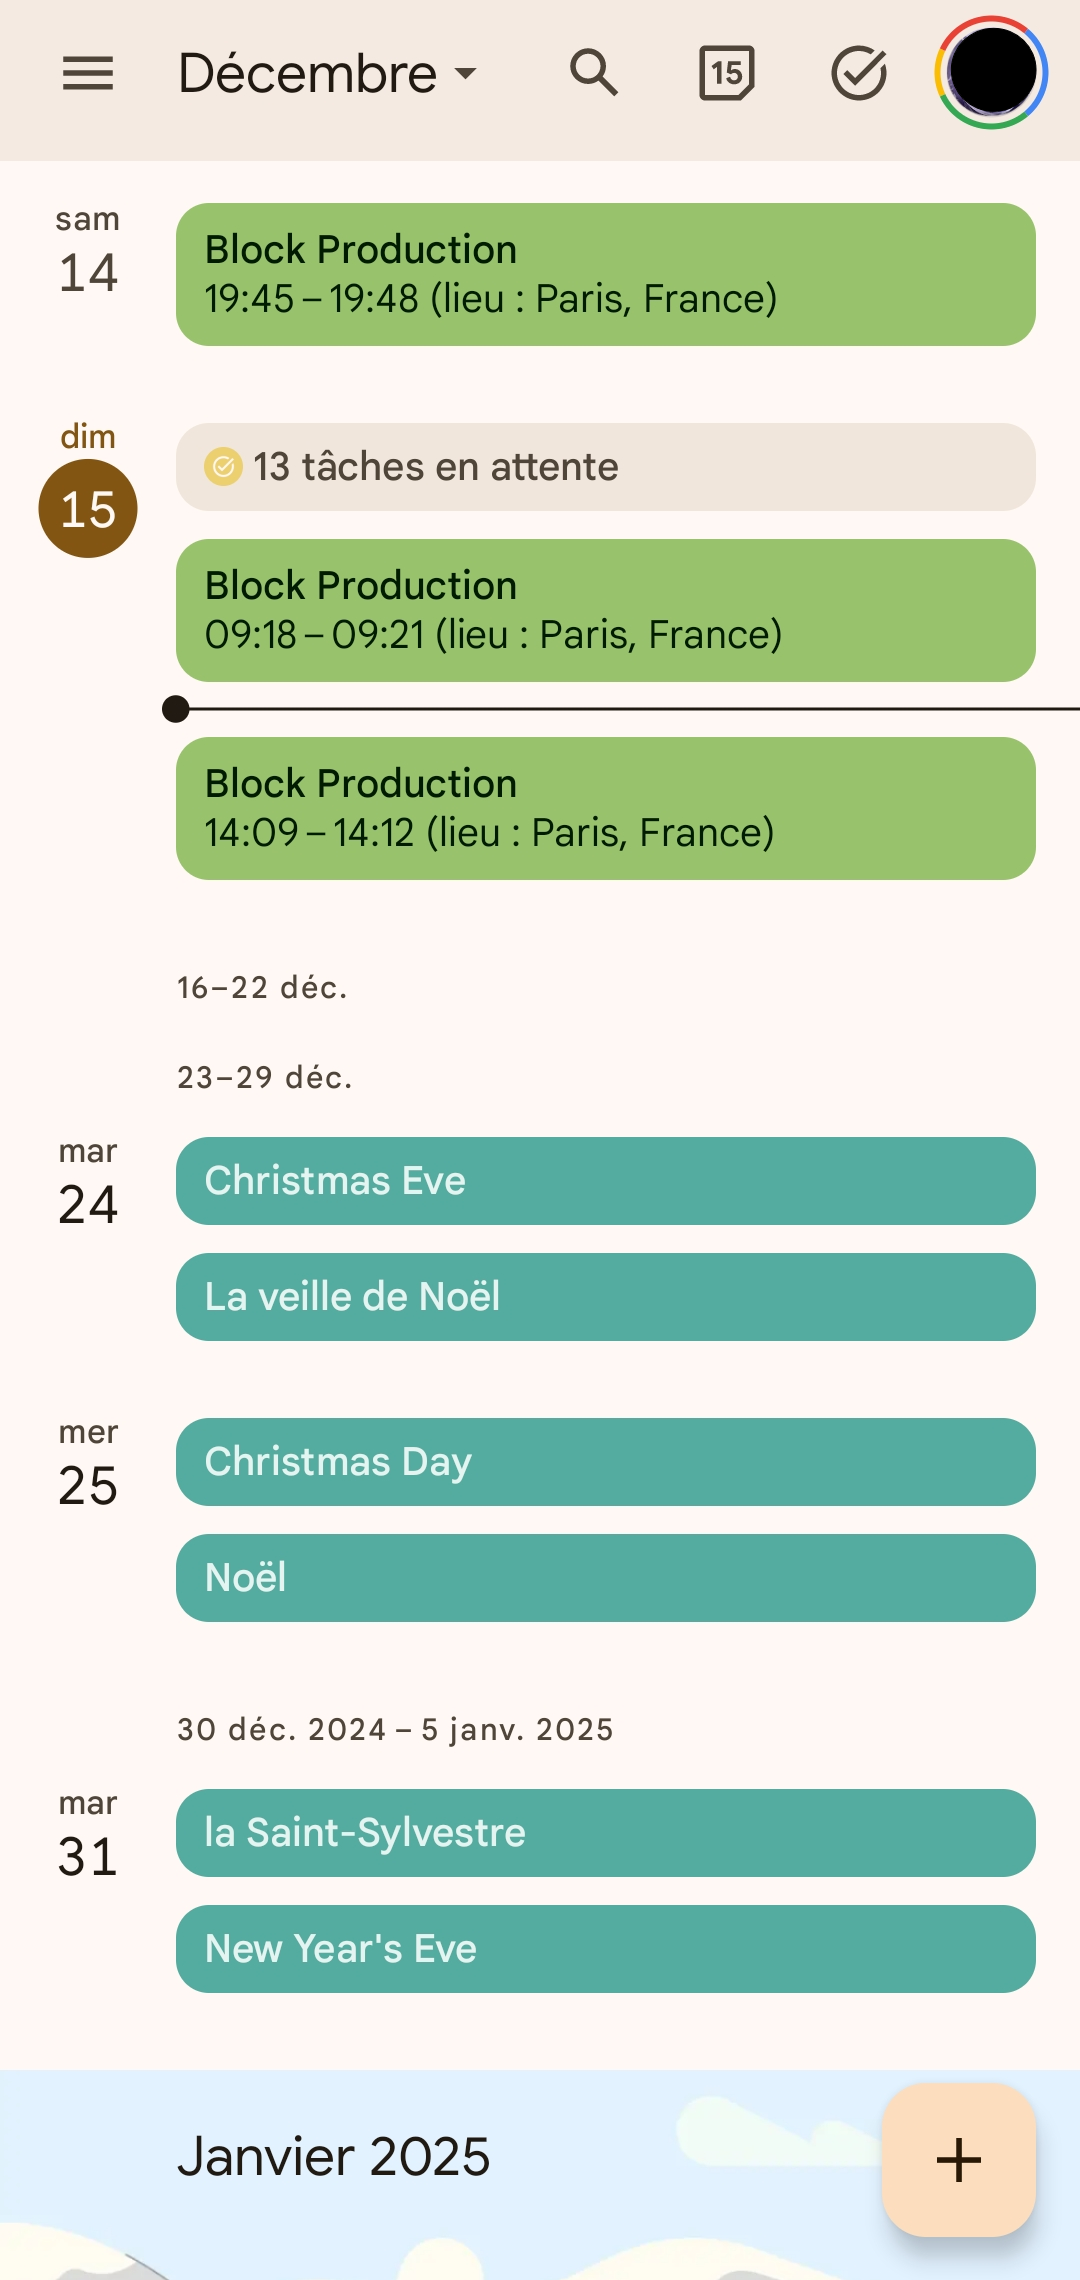 Décembre
15
sam
14
Block Production
19:45 – 19:48 (lieu : Paris, France)
dim
15
13 tâches en attente
Block Production
09:18 – 09:21 (lieu : Paris, France)
Block Production
14:09 – 14:12 (lieu : Paris, France)
16–22 déc.
23–29 déc.
mar
24
Christmas Eve
La veille de Noël
mer
25
Christmas Day
Noël
30 déc. 2024 – 5 janv. 2025
mar
31
la Saint-Sylvestre
New Year's Eve
Janvier 2025